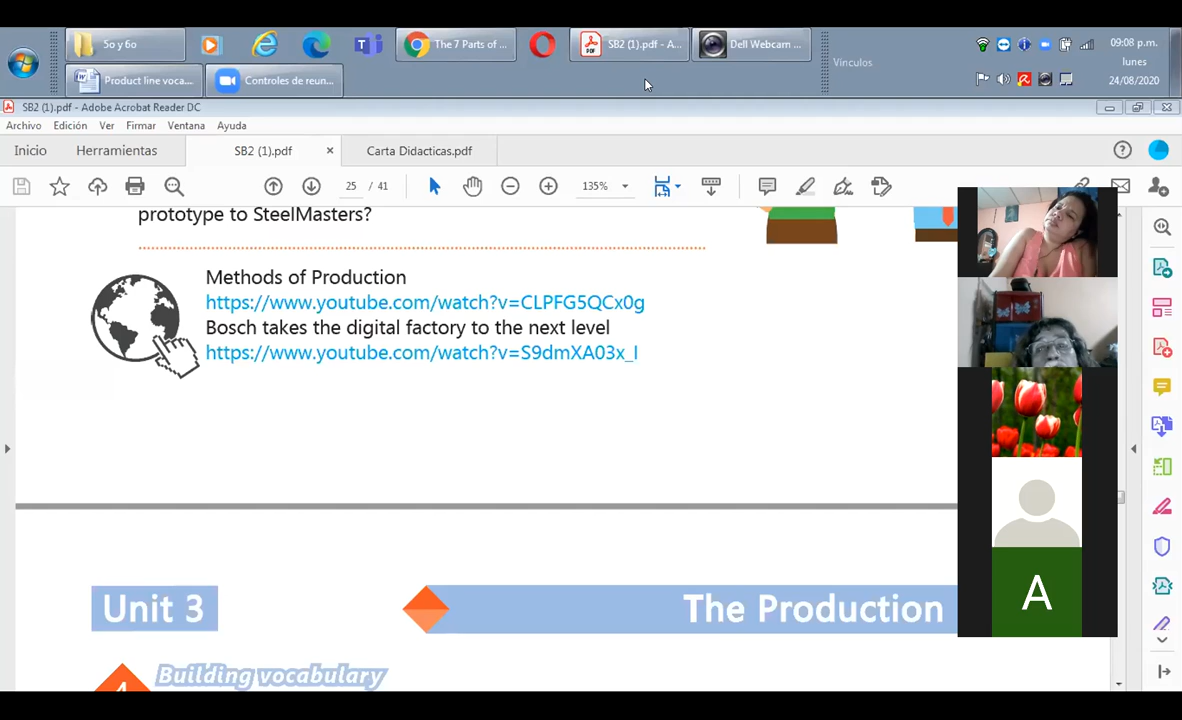 5o y 6o
The 7 Parts of ...
SB2 (1).pdf - A...
Dell Webcam ...
Product line voca...
Controles de reun...
Vínculos
09:08 p.m.
lunes
24/08/2020
SB2 (1).pdf - Adobe Acrobat Reader DC
Archivo Edición Ver Firmar Ventana Ayuda
Inicio Herramientas SB2 (1).pdf × Carta Didacticas.pdf
25 / 41 135%
prototype to SteelMasters?
Methods of Production
https://www.youtube.com/watch?v=CLPFG5QCx0g
Bosch takes the digital factory to the next level
https://www.youtube.com/watch?v=S9dmXA03x_I
A
Unit 3 The Production
4 Building vocabulary